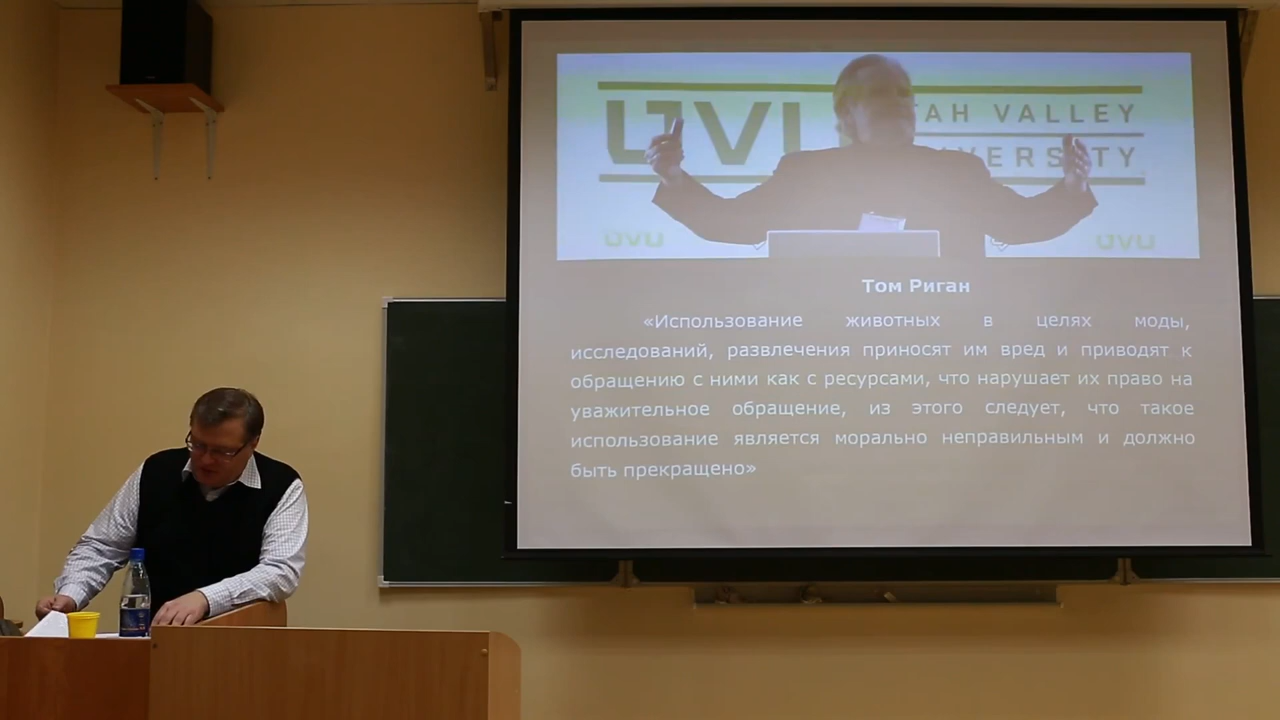 UVU
UTAH VALLEY
UNIVERSITY
UVU
UVU
Том Риган
«Использование животных в целях моды,
исследований, развлечения приносят им вред и приводят к
обращению с ними как с ресурсами, что нарушает их право на
уважительное обращение, из этого следует, что такое
использование является морально неправильным и должно
быть прекращено»